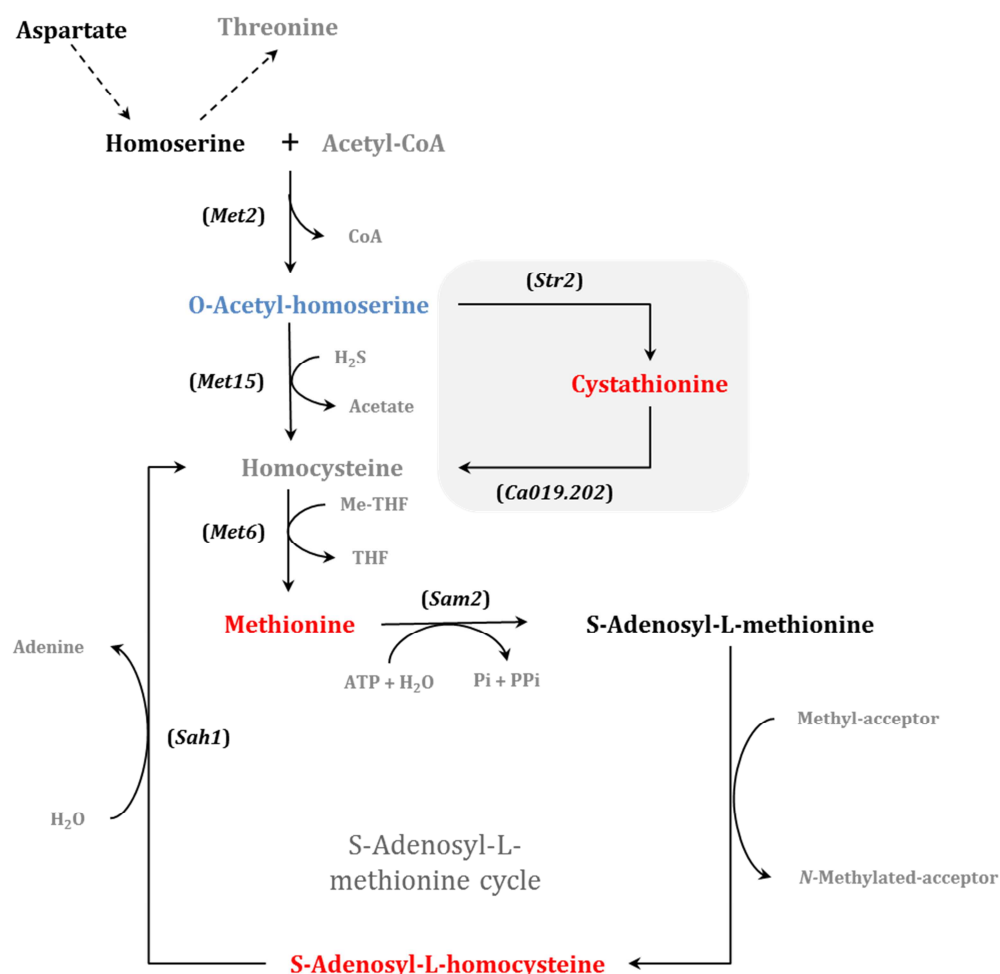 Aspartate
Threonine
Homoserine + Acetyl-CoA
(Met2)
CoA
(Str2)
O-Acetyl-homoserine
H₂S
(Met15)
Cystathionine
Acetate
Homocysteine
(Ca019.202)
Me-THF
(Met6)
THF
(Sam2)
Methionine
S-Adenosyl-L-methionine
Adenine
ATP + H₂O
Pi + PPi
Methyl-acceptor
(Sah1)
H₂O
S-Adenosyl-L-
methionine cycle
N-Methylated-acceptor
S-Adenosyl-L-homocysteine